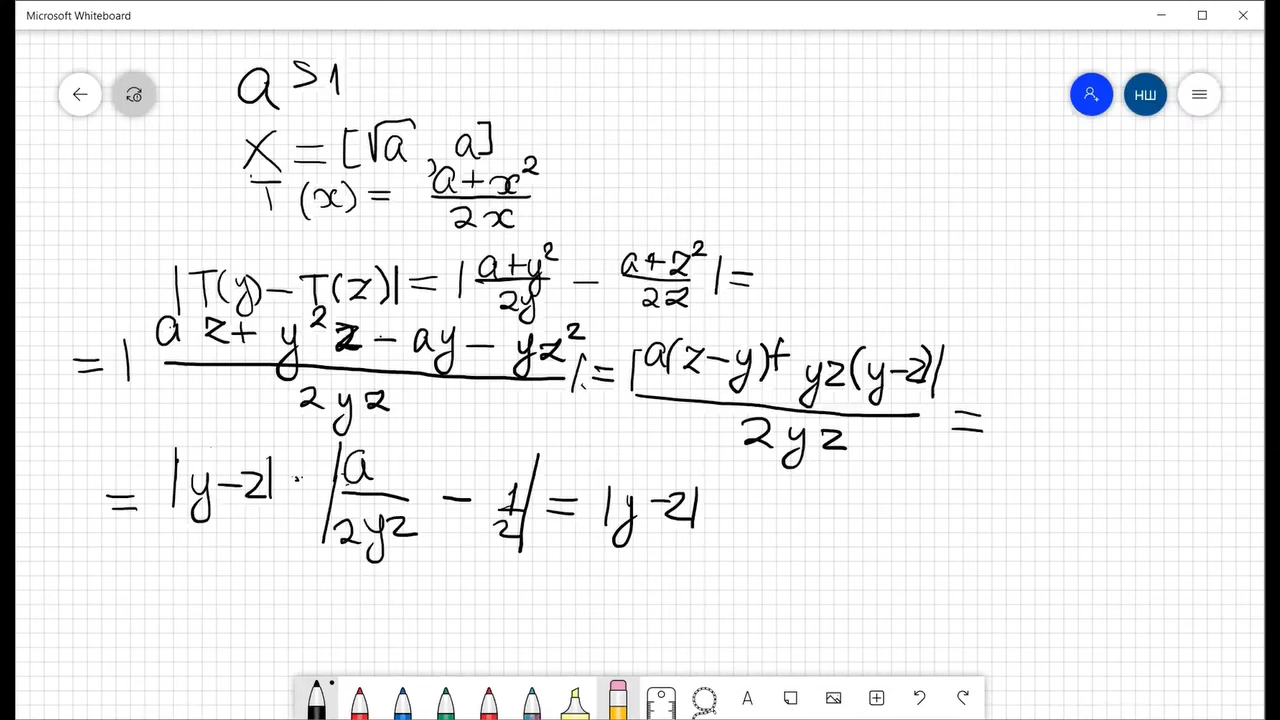 Microsoft Whiteboard
a > 1
НШ
X = [√a, a]
T(x) = (a + x²)/(2x)
|T(y) − T(z)| = |(a + y²)/(2y) − (a + z²)/(2z)| =
= |(az + y²z − ay − yz²)/(2yz)| = |a(z − y) + yz(y − z)|/(2yz) =
= |y − z| · |a/(2yz) − 1/2| = |y − z|
A